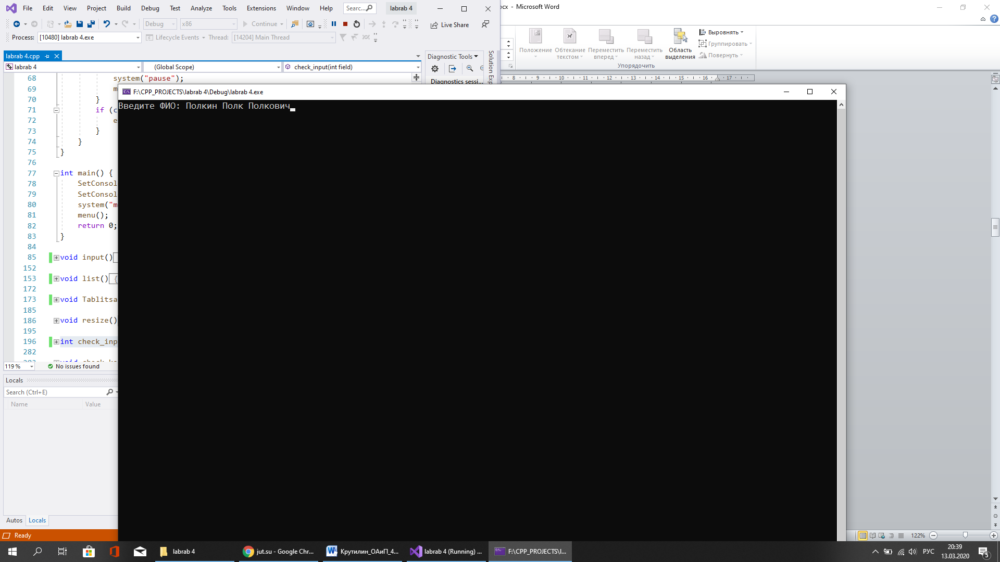 File Edit View Project Build Debug Test Analyze Tools Extensions Window Help Searc... labrab 4
Debug x86 Continue Live Share
Process: [10480] labrab 4.exe Lifecycle Events Thread: [14204] Main Thread
labrab 4.cpp
labrab 4 (Global Scope) check_input(int field)
Diagnostic Tools
Diagnostics sessi...
Solution Exp
68 system("pause");
69 m
70 }
71 if (c
72 e
73 }
74 }
75 }
76
77 int main() {
78 SetConsol
79 SetConsol
80 system("m
81 menu();
82 return 0;
83 }
84
85 void input()
152
153 void list() {
172
173 void Tablitsa
185
186 void resize()
195
196 int check_inp
282
119 % No issues found
Locals
Search (Ctrl+E)
Name Value
Autos Locals
Ready
F:\CPP_PROJECTS\labrab 4\Debug\labrab 4.exe
Введите ФИО: Полкин Полк Полкович
ocx - Microsoft Word
Положение Обтекание текстом Переместить вперед Переместить назад Область выделения
Выровнять
Группировать
Повернуть
Упорядочить
8 9 10 11 12 13 14 15 16 17
122%
labrab 4 jut.su - Google Chr... Крутилин_ОАиП_4... labrab 4 (Running) ... F:\CPP_PROJECTS\l...
РУС
20:39
13.03.2020
5